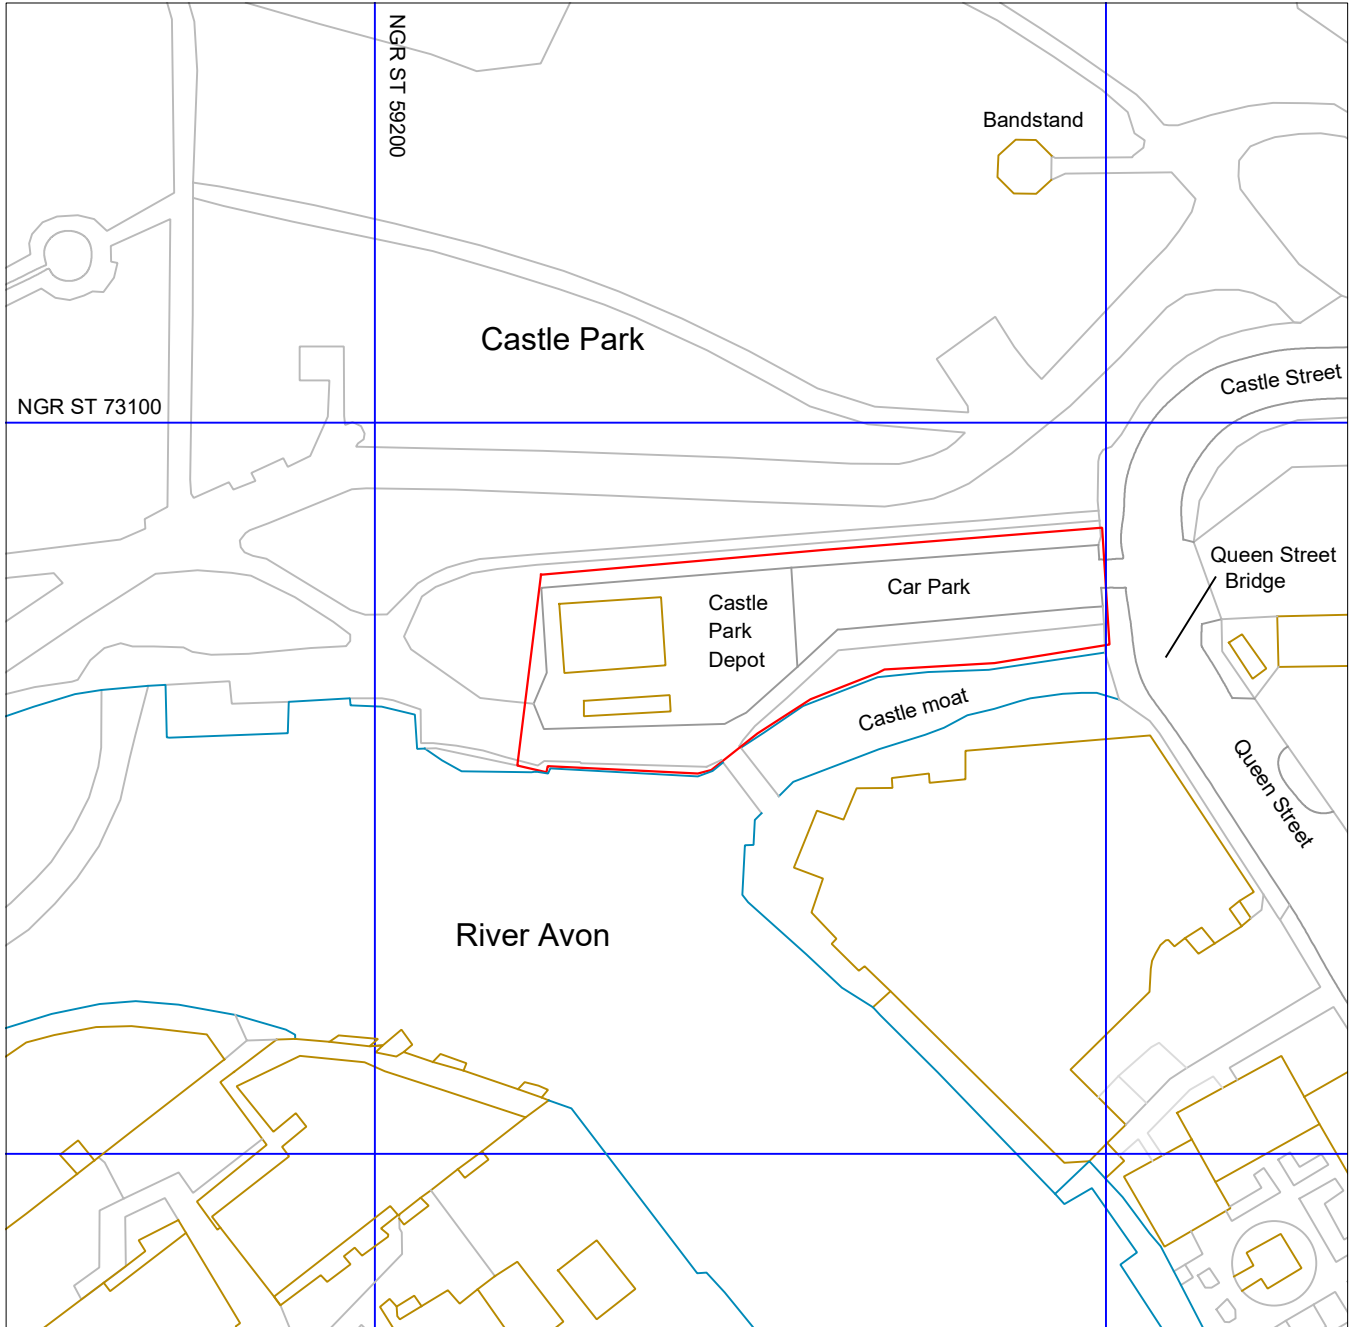 NGR ST 59200
Bandstand
Castle Park
Castle Street
NGR ST 73100
Queen Street
Bridge
Car Park
Castle
Park
Depot
Castle moat
Queen Street
River Avon